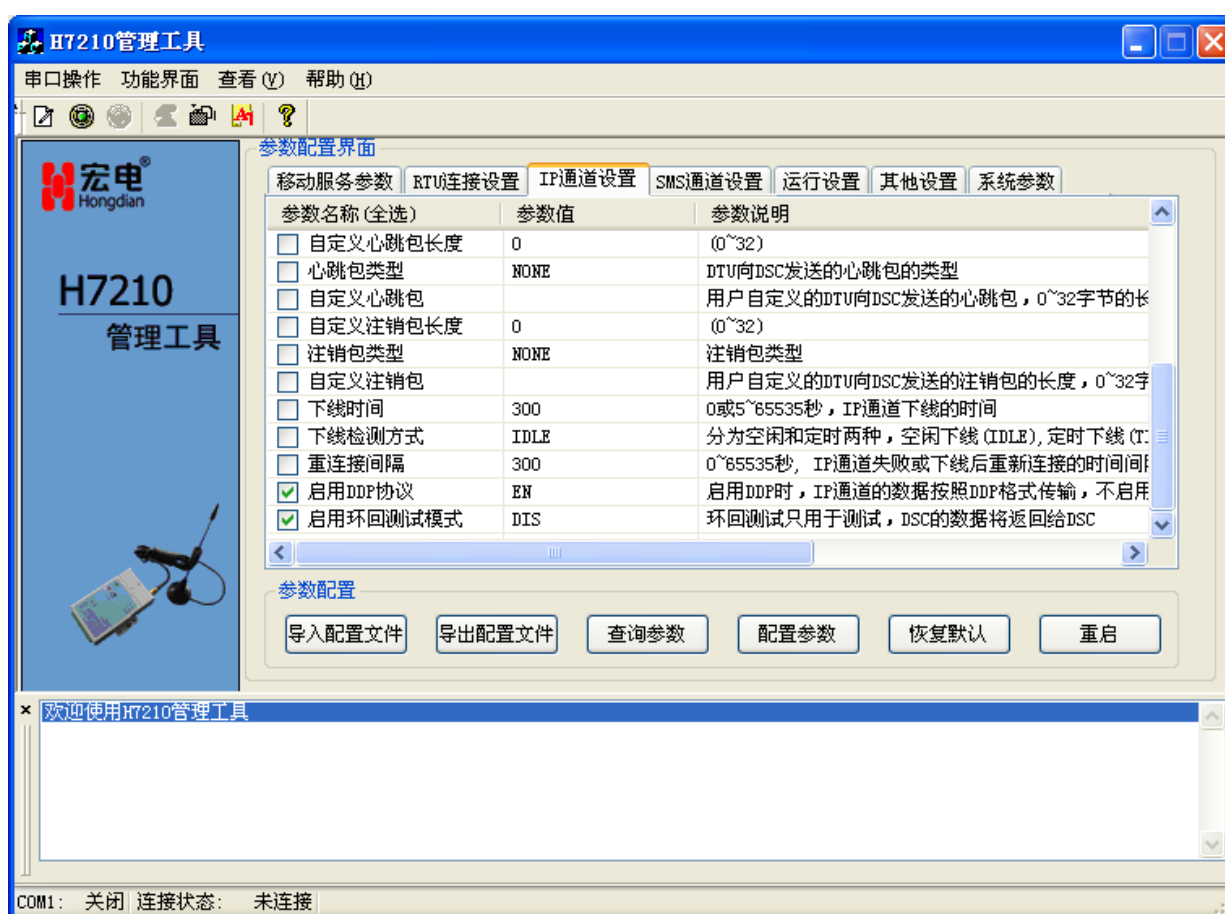 H7210管理工具
串口操作 功能界面 查看(V) 帮助(H)
参数配置界面
宏电®
Hongdian
H7210
管理工具
移动服务参数 RTU连接设置 IP通道设置 SMS通道设置 运行设置 其他设置 系统参数
参数名称(全选) 参数值 参数说明
自定义心跳包长度 0 (0~32)
心跳包类型 NONE DTU向DSC发送的心跳包的类型
自定义心跳包 用户自定义的DTU向DSC发送的心跳包，0~32字节的长
自定义注销包长度 0 (0~32)
注销包类型 NONE 注销包类型
自定义注销包 用户自定义的DTU向DSC发送的注销包的长度，0~32字
下线时间 300 0或5~65535秒，IP通道下线的时间
下线检测方式 IDLE 分为空闲和定时两种，空闲下线(IDLE),定时下线(TI
重连接间隔 300 0~65535秒, IP通道失败或下线后重新连接的时间间隔
启用DDP协议 EN 启用DDP时，IP通道的数据按照DDP格式传输，不启用
启用环回测试模式 DIS 环回测试只用于测试，DSC的数据将返回给DSC
参数配置
导入配置文件 导出配置文件 查询参数 配置参数 恢复默认 重启
欢迎使用H7210管理工具
COM1: 关闭 连接状态: 未连接